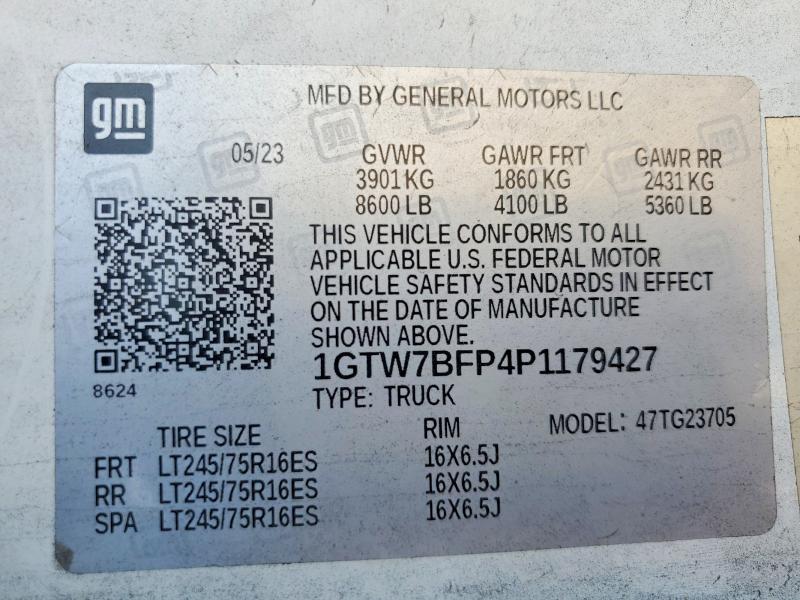 gm
MFD BY GENERAL MOTORS LLC
05/23 GVWR GAWR FRT GAWR RR
3901 KG 1860 KG 2431 KG
8600 LB 4100 LB 5360 LB
THIS VEHICLE CONFORMS TO ALL
APPLICABLE U.S. FEDERAL MOTOR
VEHICLE SAFETY STANDARDS IN EFFECT
ON THE DATE OF MANUFACTURE
SHOWN ABOVE.
1GTW7BFP4P1179427
8624
TYPE: TRUCK
MODEL: 47TG23705
TIRE SIZE RIM
FRT LT245/75R16ES 16X6.5J
RR LT245/75R16ES 16X6.5J
SPA LT245/75R16ES 16X6.5J